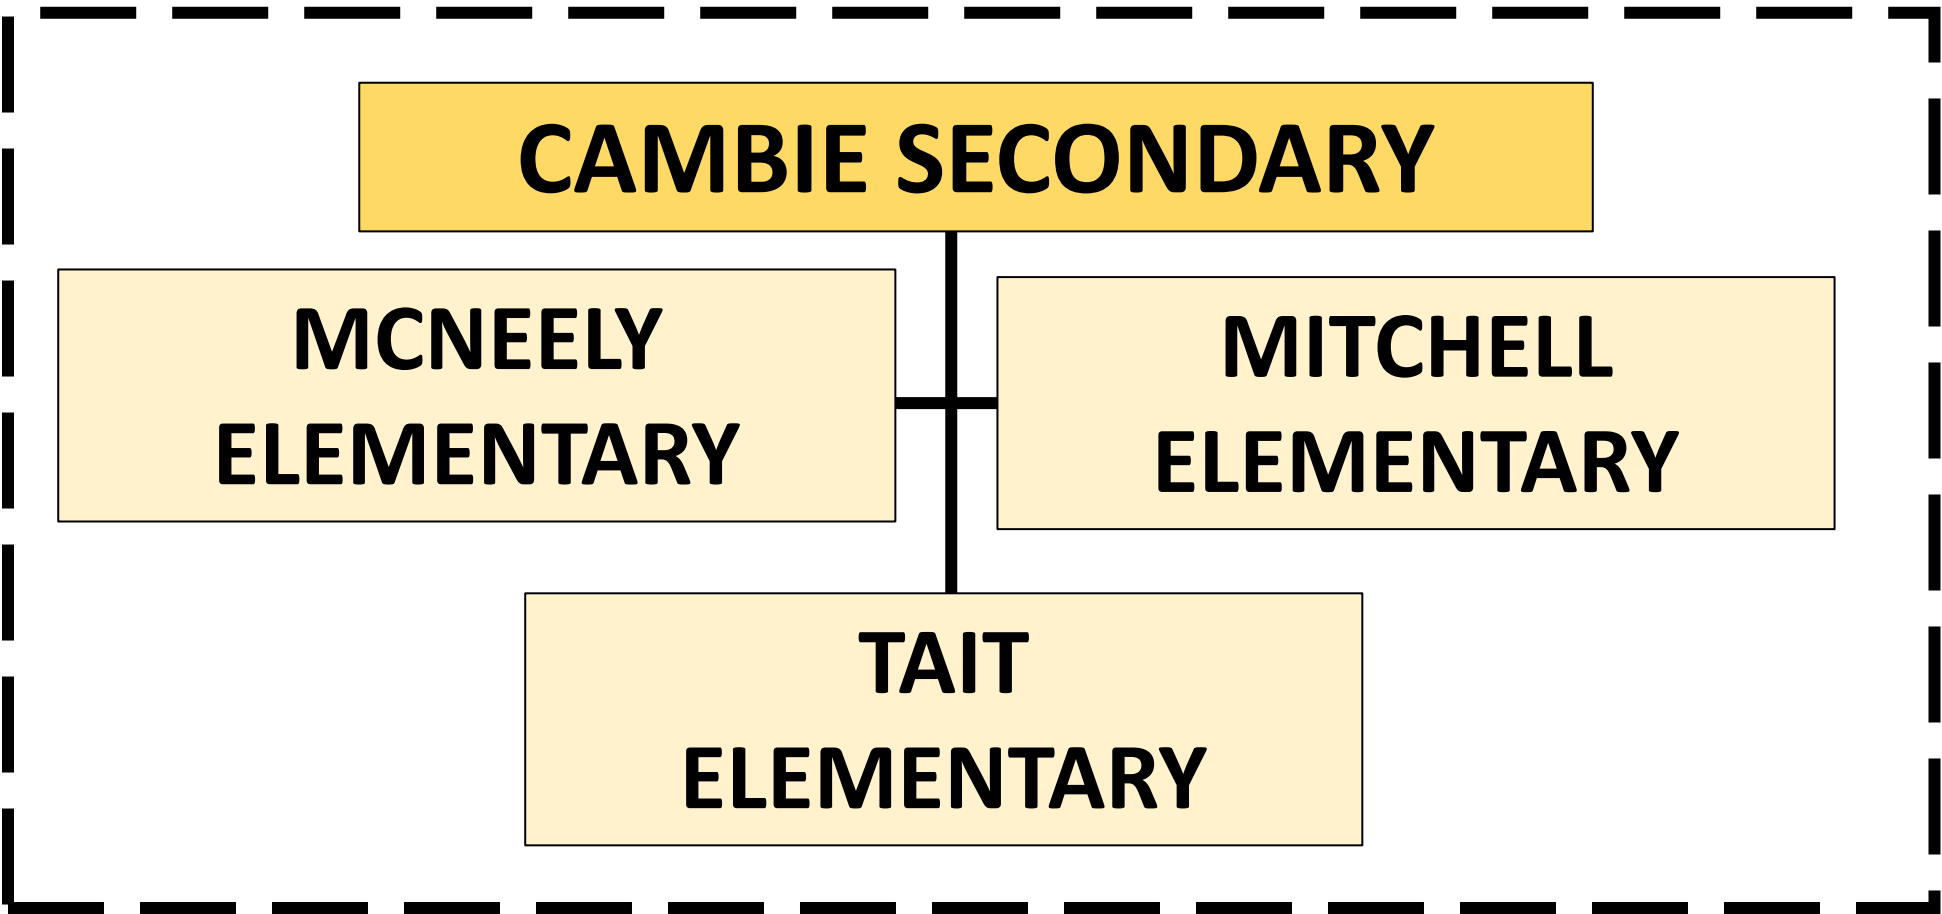 CAMBIE SECONDARY
MCNEELY
ELEMENTARY
MITCHELL
ELEMENTARY
TAIT
ELEMENTARY